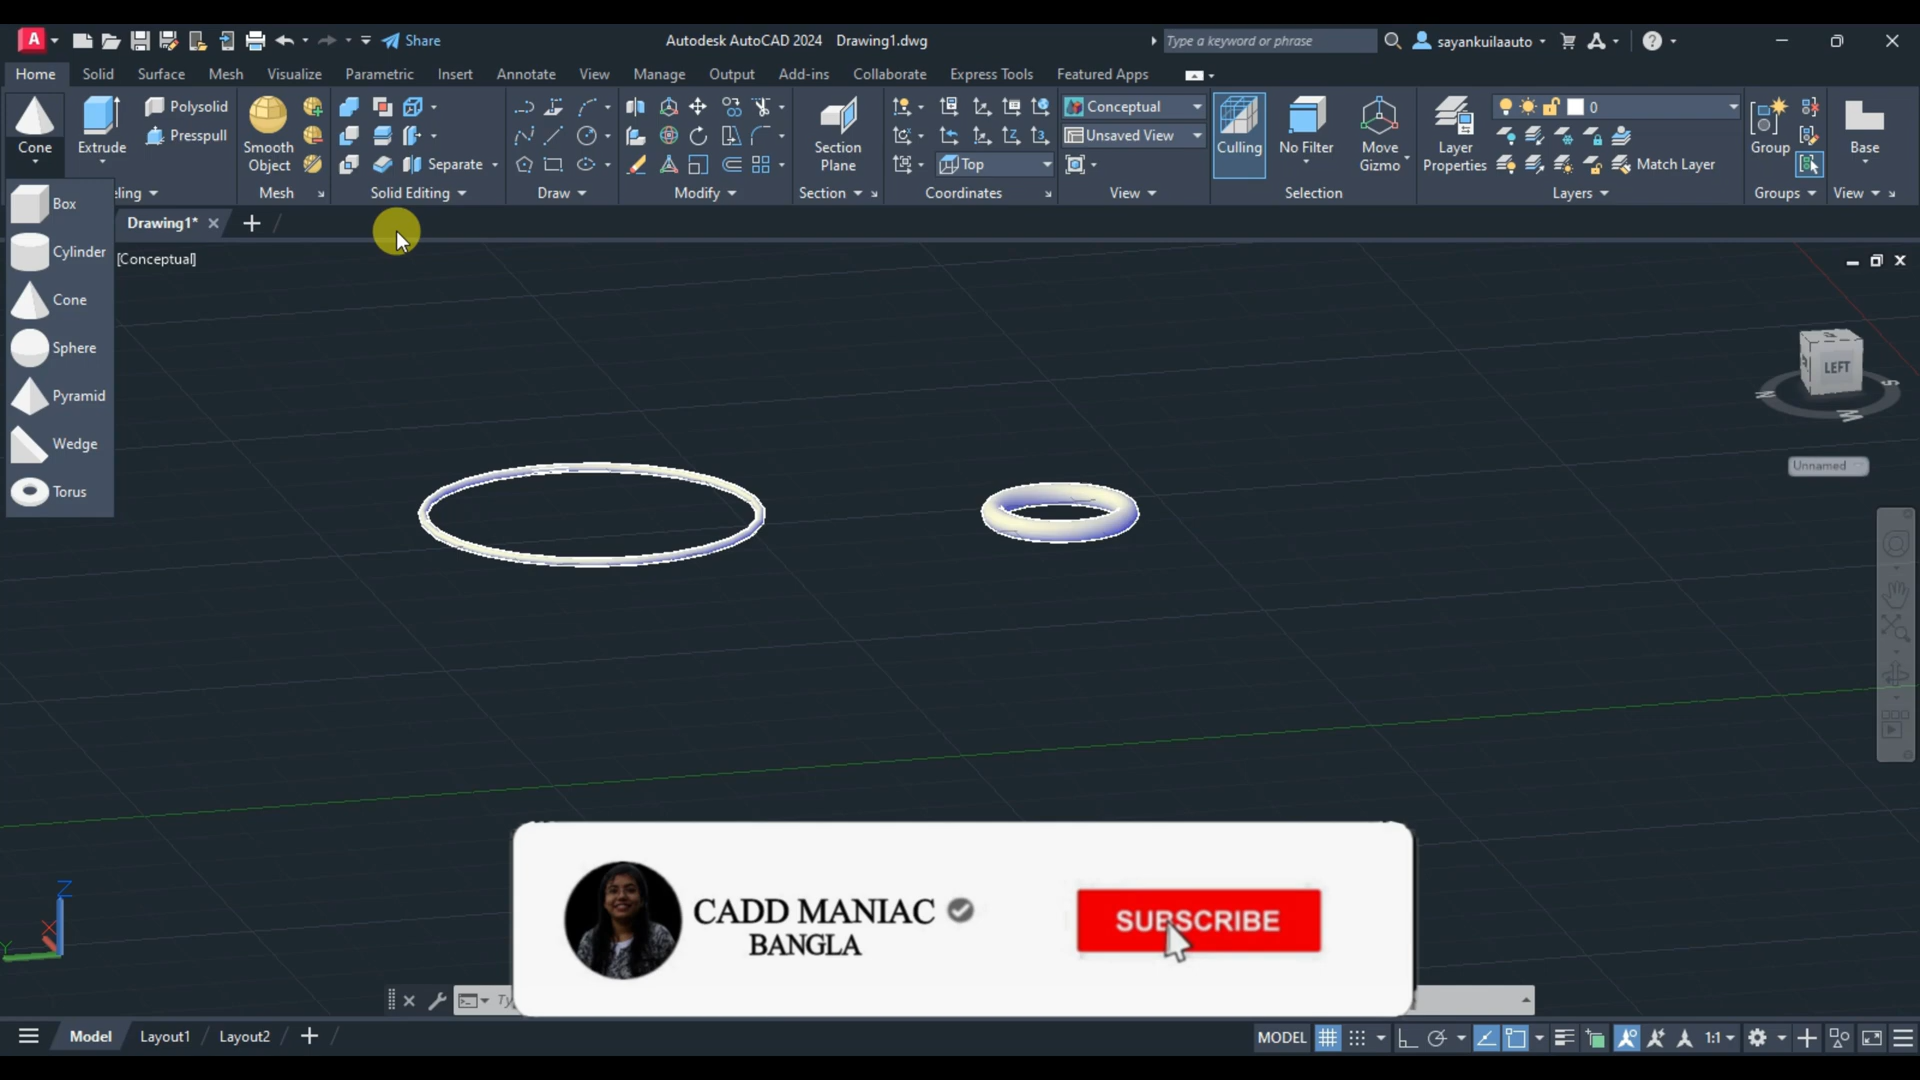 A Share Autodesk AutoCAD 2024 Drawing1.dwg Type a keyword or phrase sayankuilaauto
Home Solid Surface Mesh Visualize Parametric Insert Annotate View Manage Output Add-ins Collaborate Express Tools Featured Apps
Polysolid Conceptual 0
Presspull Unsaved View
Cone Extrude Smooth Object Separate Section Plane Top Culling No Filter Move Gizmo Layer Properties Match Layer Group Base
eling Mesh Solid Editing Draw Modify Section Coordinates View Selection Layers Groups View
Box
Drawing1*
Cylinder
[Conceptual]
Cone
Sphere
LEFT
Pyramid
N S W
Wedge
Unnamed
Torus
Z
X
Y
CADD MANIAC
BANGLA
SUBSCRIBE
Ty
Model Layout1 Layout2 MODEL 1:1